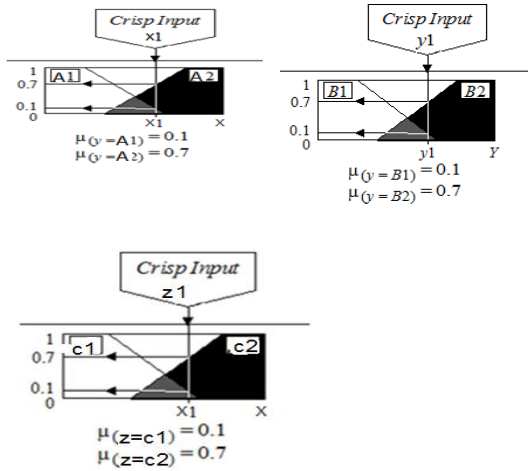 Crisp Input
x1
1
A1
A2
0.7
0.1
0
X1
X
μ(y =A1) = 0.1
μ(y =A2) = 0.7
Crisp Input
y1
1
B1
B2
0.7
0.1
0
y1
Y
μ(y = B1) = 0.1
μ(y = B2) = 0.7
Crisp Input
z1
1
c1
c2
0.7
0.1
0
X1
X
μ(z=c1) = 0.1
μ(z=c2) = 0.7